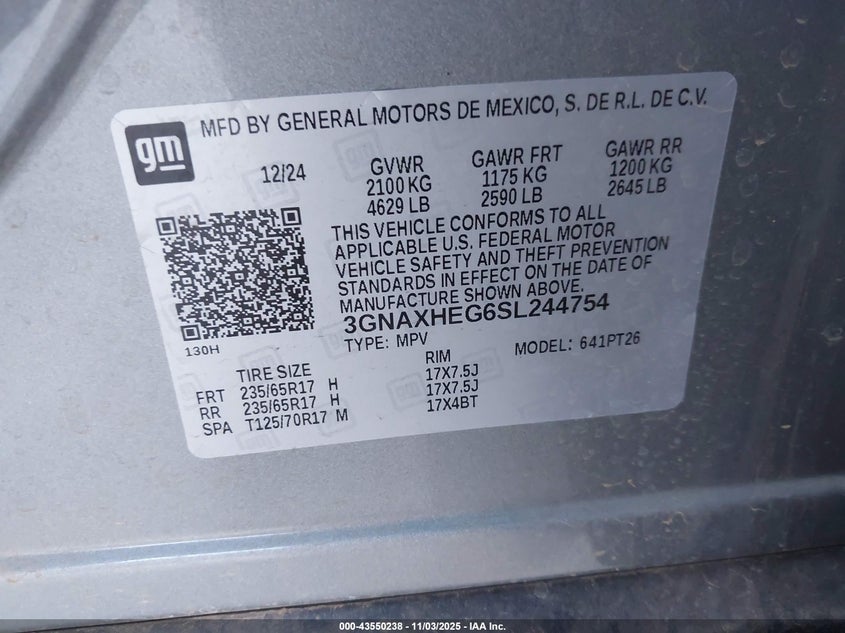 MFD BY GENERAL MOTORS DE MEXICO, S. DE R.L. DE C.V.
gm
12/24
GVWR GAWR FRT GAWR RR
2100 KG 1175 KG 1200 KG
4629 LB 2590 LB 2645 LB
THIS VEHICLE CONFORMS TO ALL
APPLICABLE U.S. FEDERAL MOTOR
VEHICLE SAFETY AND THEFT PREVENTION
STANDARDS IN EFFECT ON THE DATE OF
MANUFACTURE SHOWN ABOVE.
3GNAXHEG6SL244754
130H
TYPE: MPV MODEL: 641PT26
TIRE SIZE RIM
FRT 235/65R17 H 17X7.5J
RR 235/65R17 H 17X7.5J
SPA T125/70R17 M 17X4BT
000-43550238 - 11/03/2025 - IAA Inc.